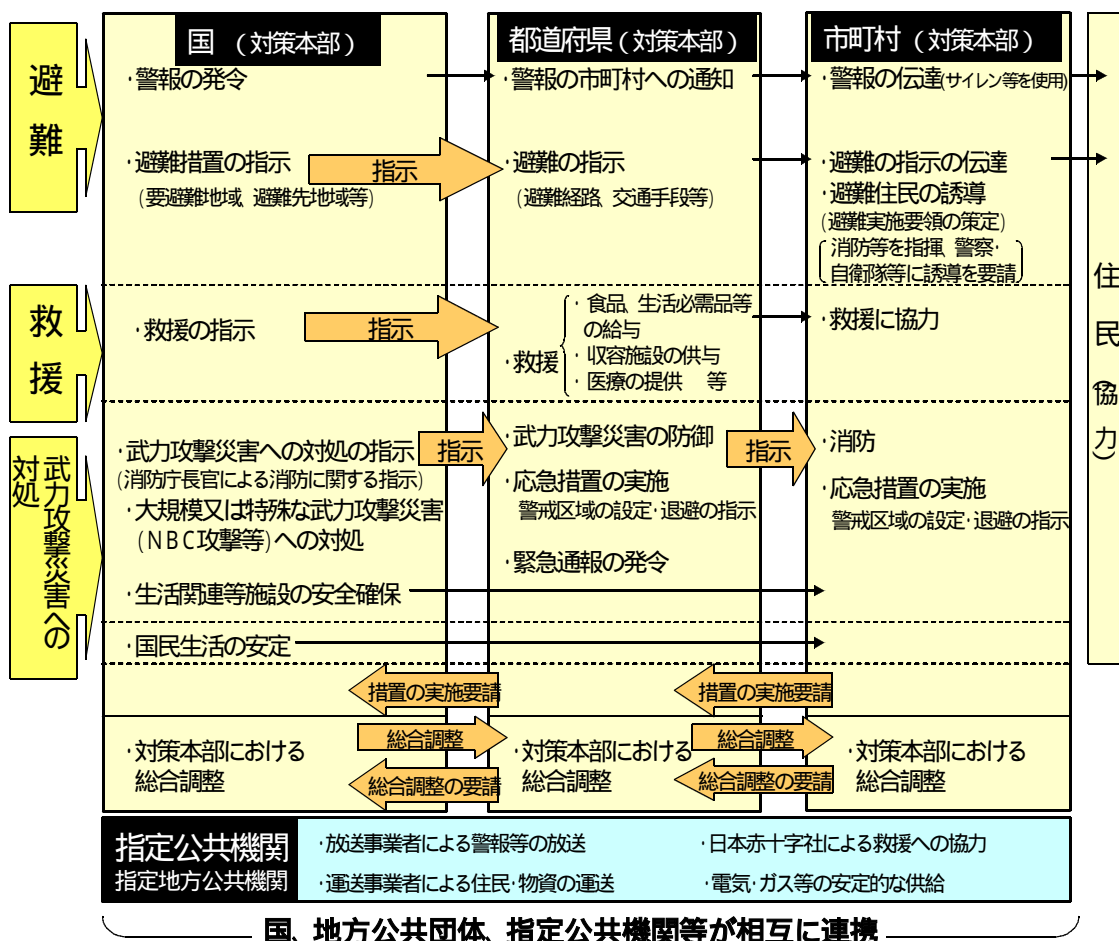 避難
国（対策本部）
・警報の発令
・避難措置の指示
（要避難地域、避難先地域等）
指示
都道府県（対策本部）
・警報の市町村への通知
・避難の指示
（避難経路、交通手段等）
市町村（対策本部）
・警報の伝達(サイレン等を使用)
・避難の指示の伝達
・避難住民の誘導
（避難実施要領の策定）
消防等を指揮、警察・
自衛隊等に誘導を要請
住民（協力）
救援
・救援の指示
指示
・救援
・食品、生活必需品等
の給与
・収容施設の供与
・医療の提供　等
・救援に協力
武力攻撃災害への
対処
・武力攻撃災害への対処の指示
（消防庁長官による消防に関する指示）
・大規模又は特殊な武力攻撃災害
（NBC攻撃等）への対処
・生活関連等施設の安全確保
指示
・武力攻撃災害の防御
・応急措置の実施
警戒区域の設定・退避の指示
・緊急通報の発令
指示
・消防
・応急措置の実施
警戒区域の設定・退避の指示
・国民生活の安定
措置の実施要請
措置の実施要請
・対策本部における
総合調整
総合調整
総合調整の要請
・対策本部における
総合調整
総合調整
総合調整の要請
・対策本部における
総合調整
指定公共機関
指定地方公共機関
・放送事業者による警報等の放送
・日本赤十字社による救援への協力
・運送事業者による住民・物資の運送
・電気・ガス等の安定的な供給
国、地方公共団体、指定公共機関等が相互に連携